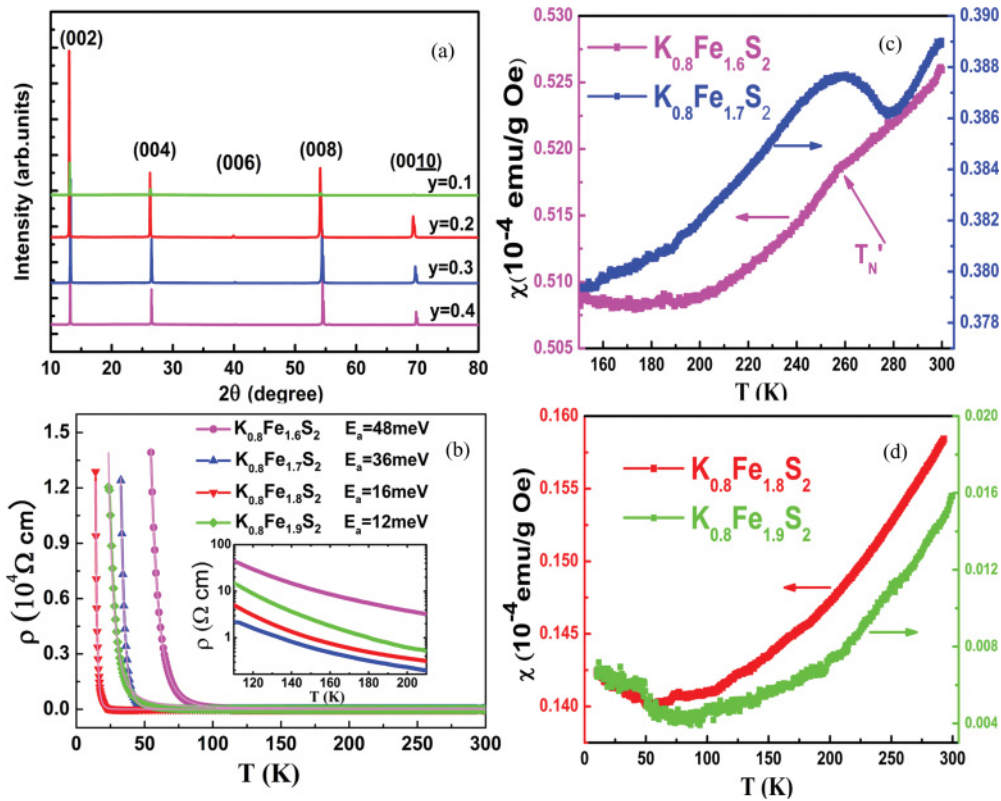 (a)
(002)
(004)
(006)
(008)
(0010)
y=0.1
y=0.2
y=0.3
y=0.4
Intensity (arb.units)
10 20 30 40 50 60 70 80
2θ (degree)
(b)
K0.8Fe1.6S2 Ea=48meV
K0.8Fe1.7S2 Ea=36meV
K0.8Fe1.8S2 Ea=16meV
K0.8Fe1.9S2 Ea=12meV
1.5
1.2
0.9
0.6
0.3
0.0
ρ (10⁴Ω cm)
0 50 100 150 200 250 300
T (K)
100
10
1
ρ (Ω cm)
120 140 160 180 200
T (K)
(c)
K0.8Fe1.6S2
K0.8Fe1.7S2
TN'
0.530
0.525
0.520
0.515
0.510
0.505
χ(10⁻⁴ emu/g Oe)
0.390
0.388
0.386
0.384
0.382
0.380
0.378
160 180 200 220 240 260 280 300
T (K)
(d)
K0.8Fe1.8S2
K0.8Fe1.9S2
0.160
0.155
0.150
0.145
0.140
χ (10⁻⁴emu/g Oe)
0.020
0.016
0.012
0.008
0.004
0 50 100 150 200 250 300
T (K)